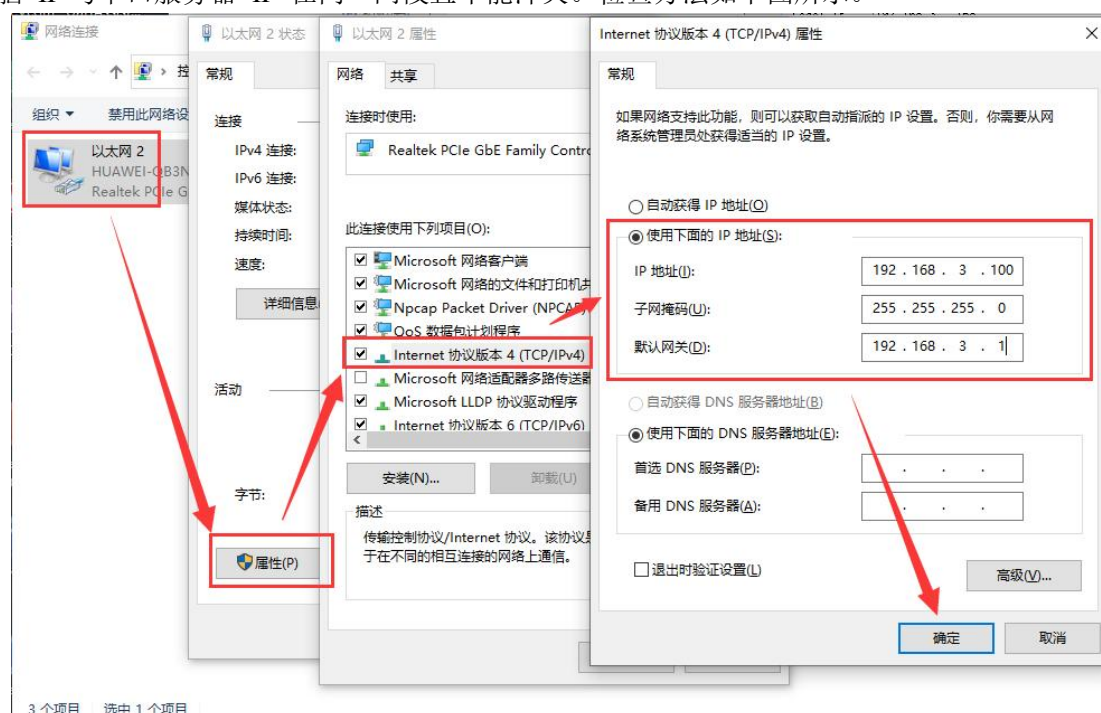 网络连接
组织 禁用此网络设
以太网 2
HUAWEI-QB3N
Realtek PCIe G
3 个项目 选中 1 个项目
以太网 2 状态
常规
连接
IPv4 连接:
IPv6 连接:
媒体状态:
持续时间:
速度:
详细信息
活动
字节:
属性(P)
以太网 2 属性
网络 共享
连接时使用:
Realtek PCIe GbE Family Contro
此连接使用下列项目(O):
Microsoft 网络客户端
Microsoft 网络的文件和打印机共
Npcap Packet Driver (NPCAP)
QoS 数据包计划程序
Internet 协议版本 4 (TCP/IPv4)
Microsoft 网络适配器多路传送器
Microsoft LLDP 协议驱动程序
Internet 协议版本 6 (TCP/IPv6)
安装(N)... 卸载(U)
描述
传输控制协议/Internet 协议。该协议是
于在不同的相互连接的网络上通信。
Internet 协议版本 4 (TCP/IPv4) 属性
常规
如果网络支持此功能，则可以获取自动指派的 IP 设置。否则，你需要从网
络系统管理员处获得适当的 IP 设置。
自动获得 IP 地址(O)
使用下面的 IP 地址(S):
IP 地址(I): 192 . 168 . 3 . 100
子网掩码(U): 255 . 255 . 255 . 0
默认网关(D): 192 . 168 . 3 . 1
自动获得 DNS 服务器地址(B)
使用下面的 DNS 服务器地址(E):
首选 DNS 服务器(P): . . .
备用 DNS 服务器(A): . . .
退出时验证设置(L)
高级(V)...
确定 取消